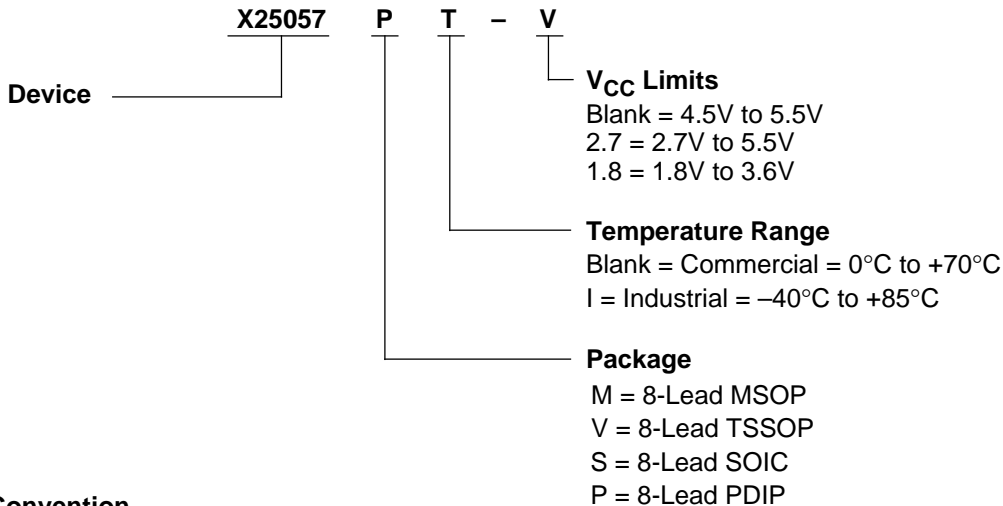 X25057 P T – V
Device
VCC Limits
Blank = 4.5V to 5.5V
2.7 = 2.7V to 5.5V
1.8 = 1.8V to 3.6V
Temperature Range
Blank = Commercial = 0°C to +70°C
I = Industrial = –40°C to +85°C
Package
M = 8-Lead MSOP
V = 8-Lead TSSOP
S = 8-Lead SOIC
P = 8-Lead PDIP
Convention